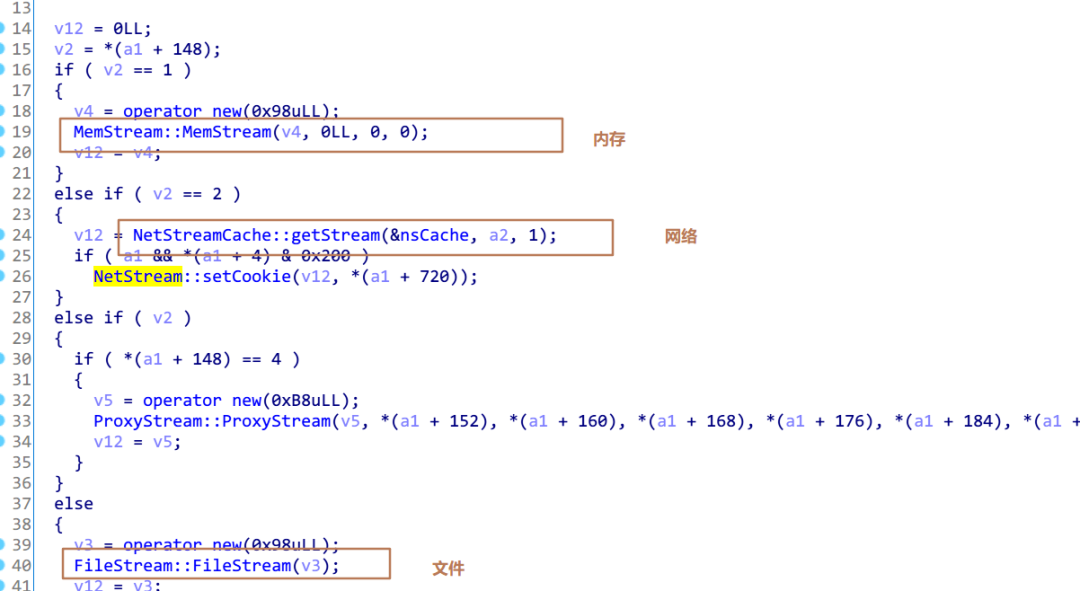 13
14 v12 = 0LL;
15 v2 = *(a1 + 148);
16 if ( v2 == 1 )
17 {
18 v4 = operator new(0x98uLL);
19 MemStream::MemStream(v4, 0LL, 0, 0); 内存
20 v12 = v4;
21 }
22 else if ( v2 == 2 )
23 {
24 v12 = NetStreamCache::getStream(&nsCache, a2, 1); 网络
25 if ( a1 && *(a1 + 4) & 0x200 )
26 NetStream::setCookie(v12, *(a1 + 720));
27 }
28 else if ( v2 )
29 {
30 if ( *(a1 + 148) == 4 )
31 {
32 v5 = operator new(0xB8uLL);
33 ProxyStream::ProxyStream(v5, *(a1 + 152), *(a1 + 160), *(a1 + 168), *(a1 + 176), *(a1 + 184), *(a1 +
34 v12 = v5;
35 }
36 }
37 else
38 {
39 v3 = operator new(0x98uLL);
40 FileStream::FileStream(v3); 文件
41 v12 = v3;